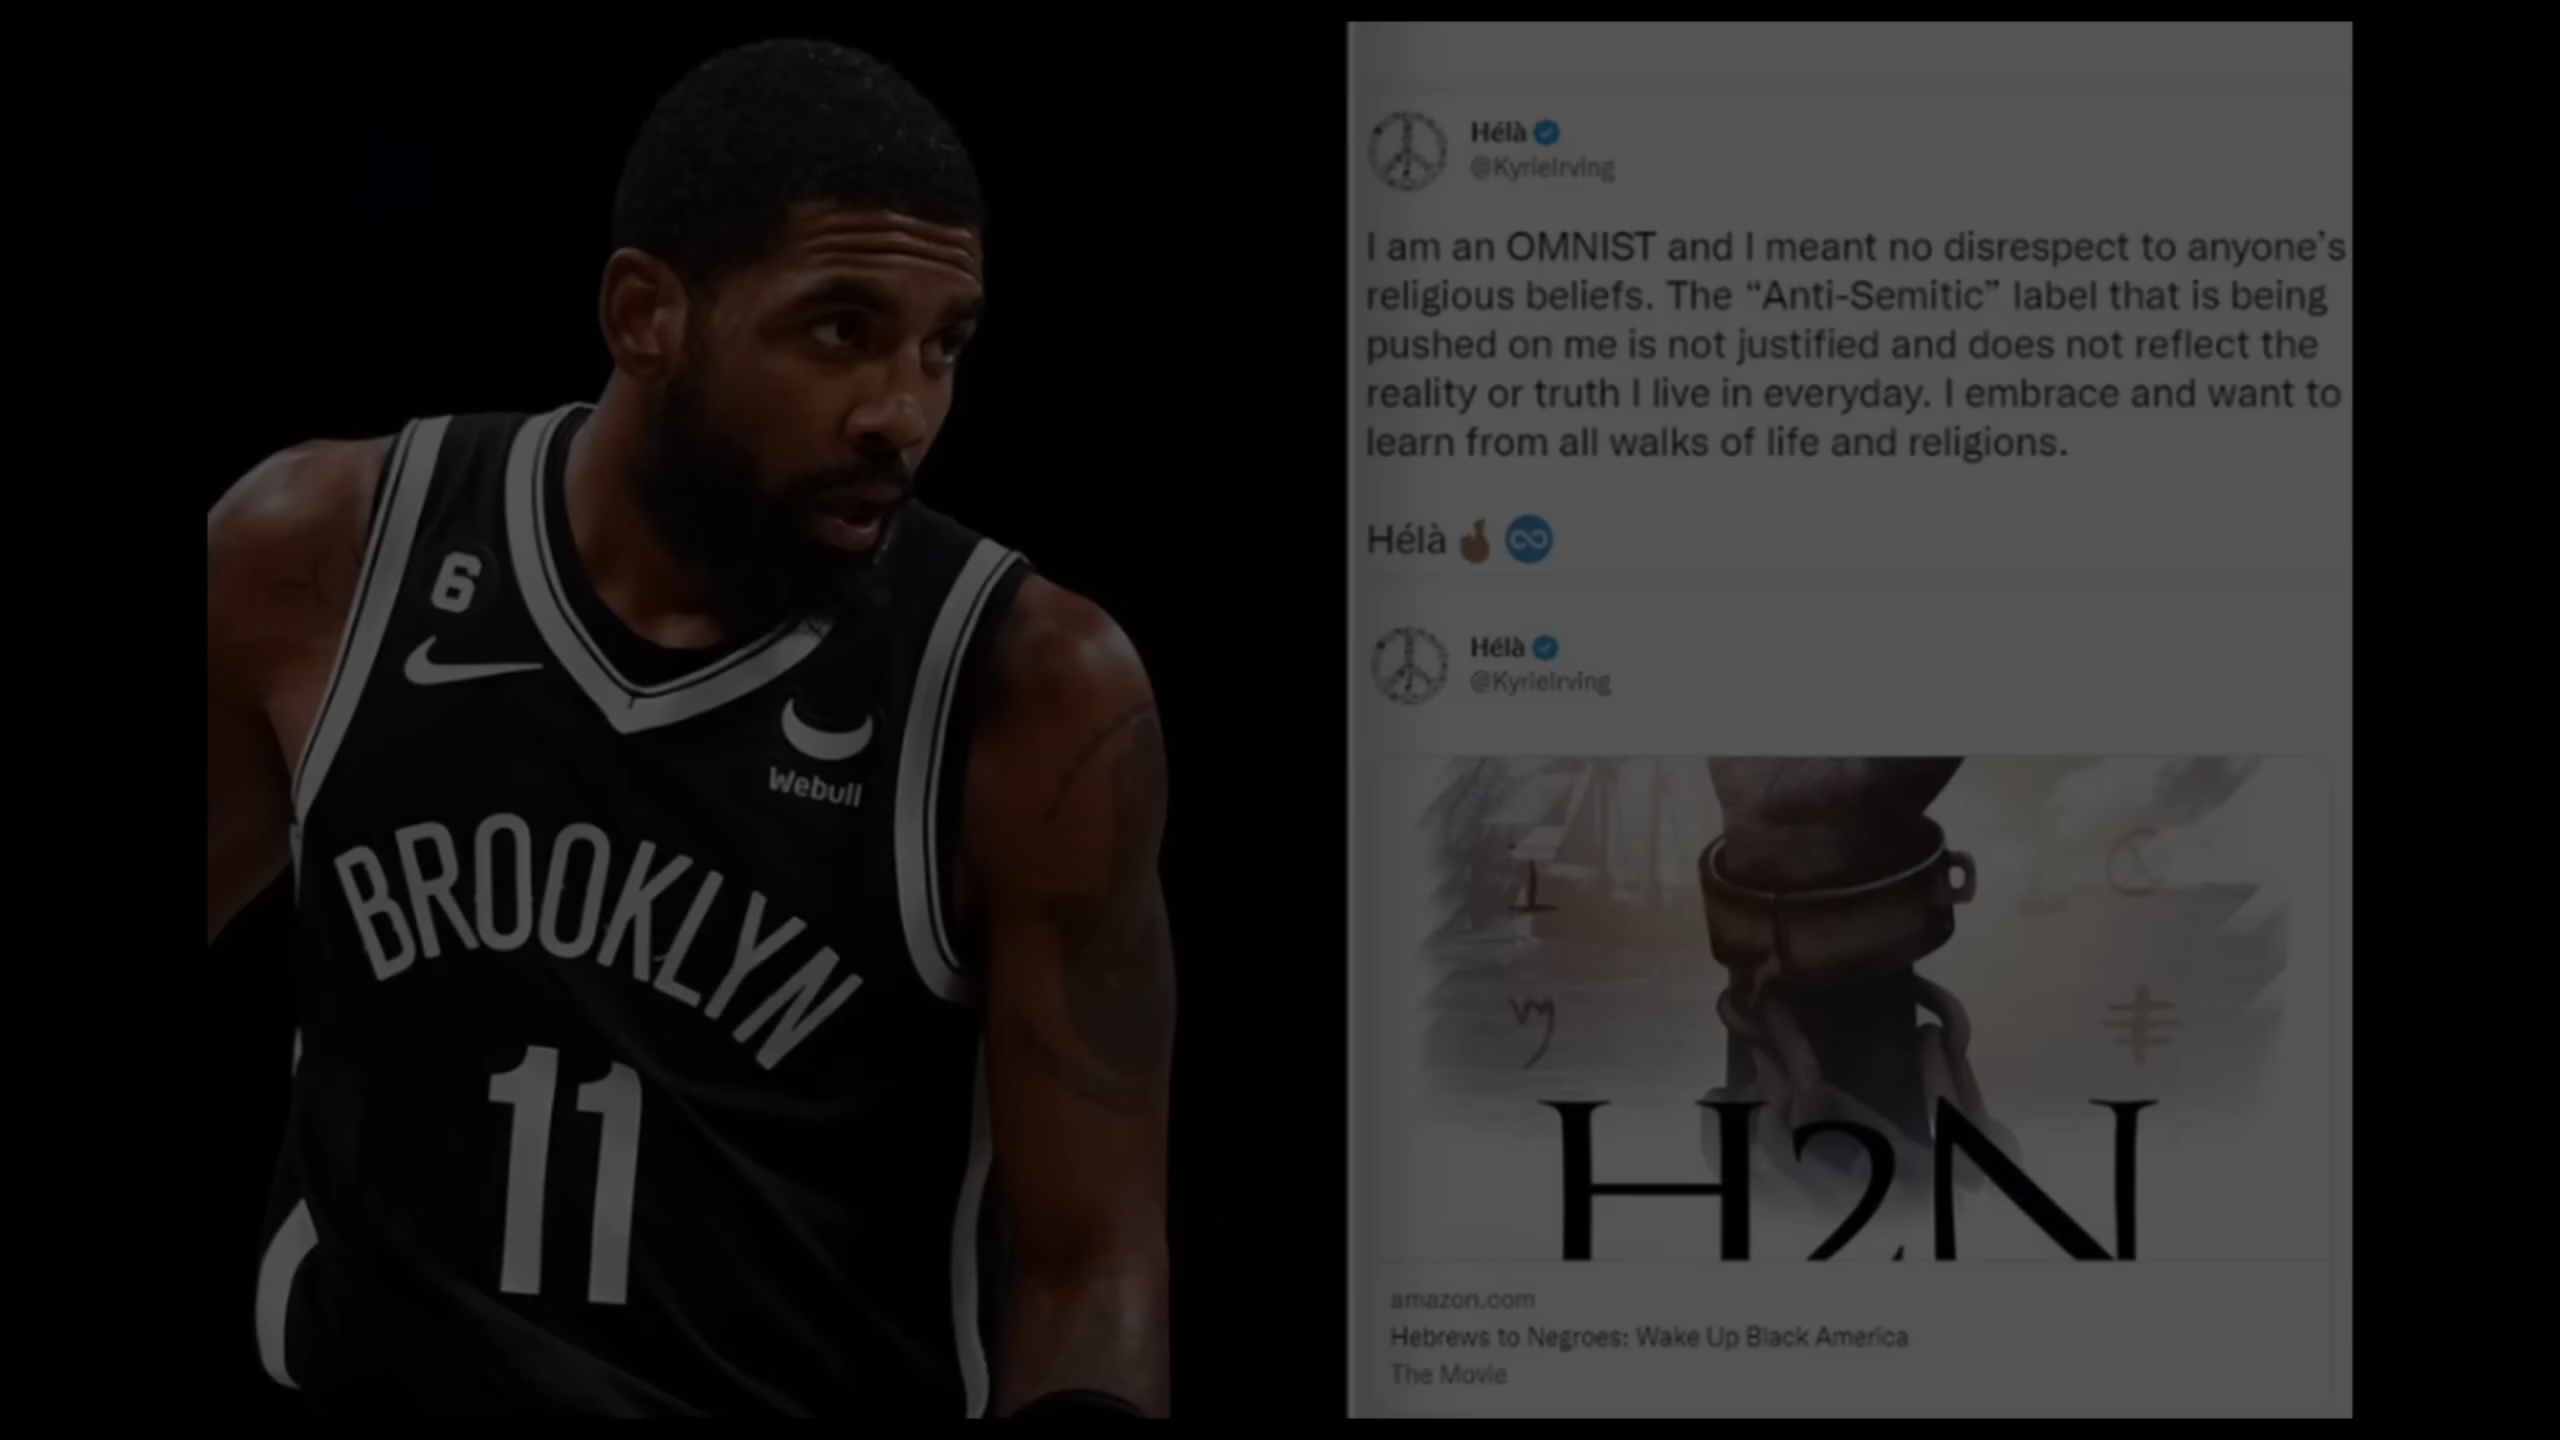 6
Webull
BROOKLYN
11
Hélà
@KyrieIrving
I am an OMNIST and I meant no disrespect to anyone's
religious beliefs. The “Anti-Semitic” label that is being
pushed on me is not justified and does not reflect the
reality or truth I live in everyday. I embrace and want to
learn from all walks of life and religions.
Hélà
Hélà
@KyrieIrving
H2N
amazon.com
Hebrews to Negroes: Wake Up Black America
The Movie